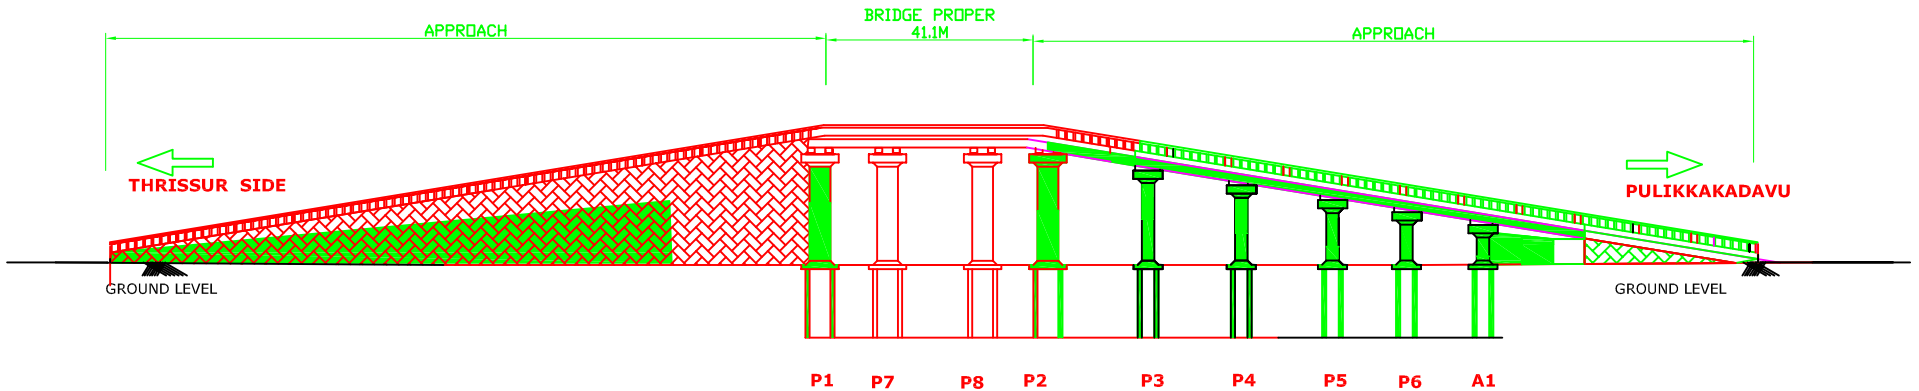 BRIDGE PROPER
APPROACH
41.1M
APPROACH
THRISSUR SIDE
PULIKKAKADAVU
GROUND LEVEL
GROUND LEVEL
P1 P7 P8 P2 P3 P4 P5 P6 A1